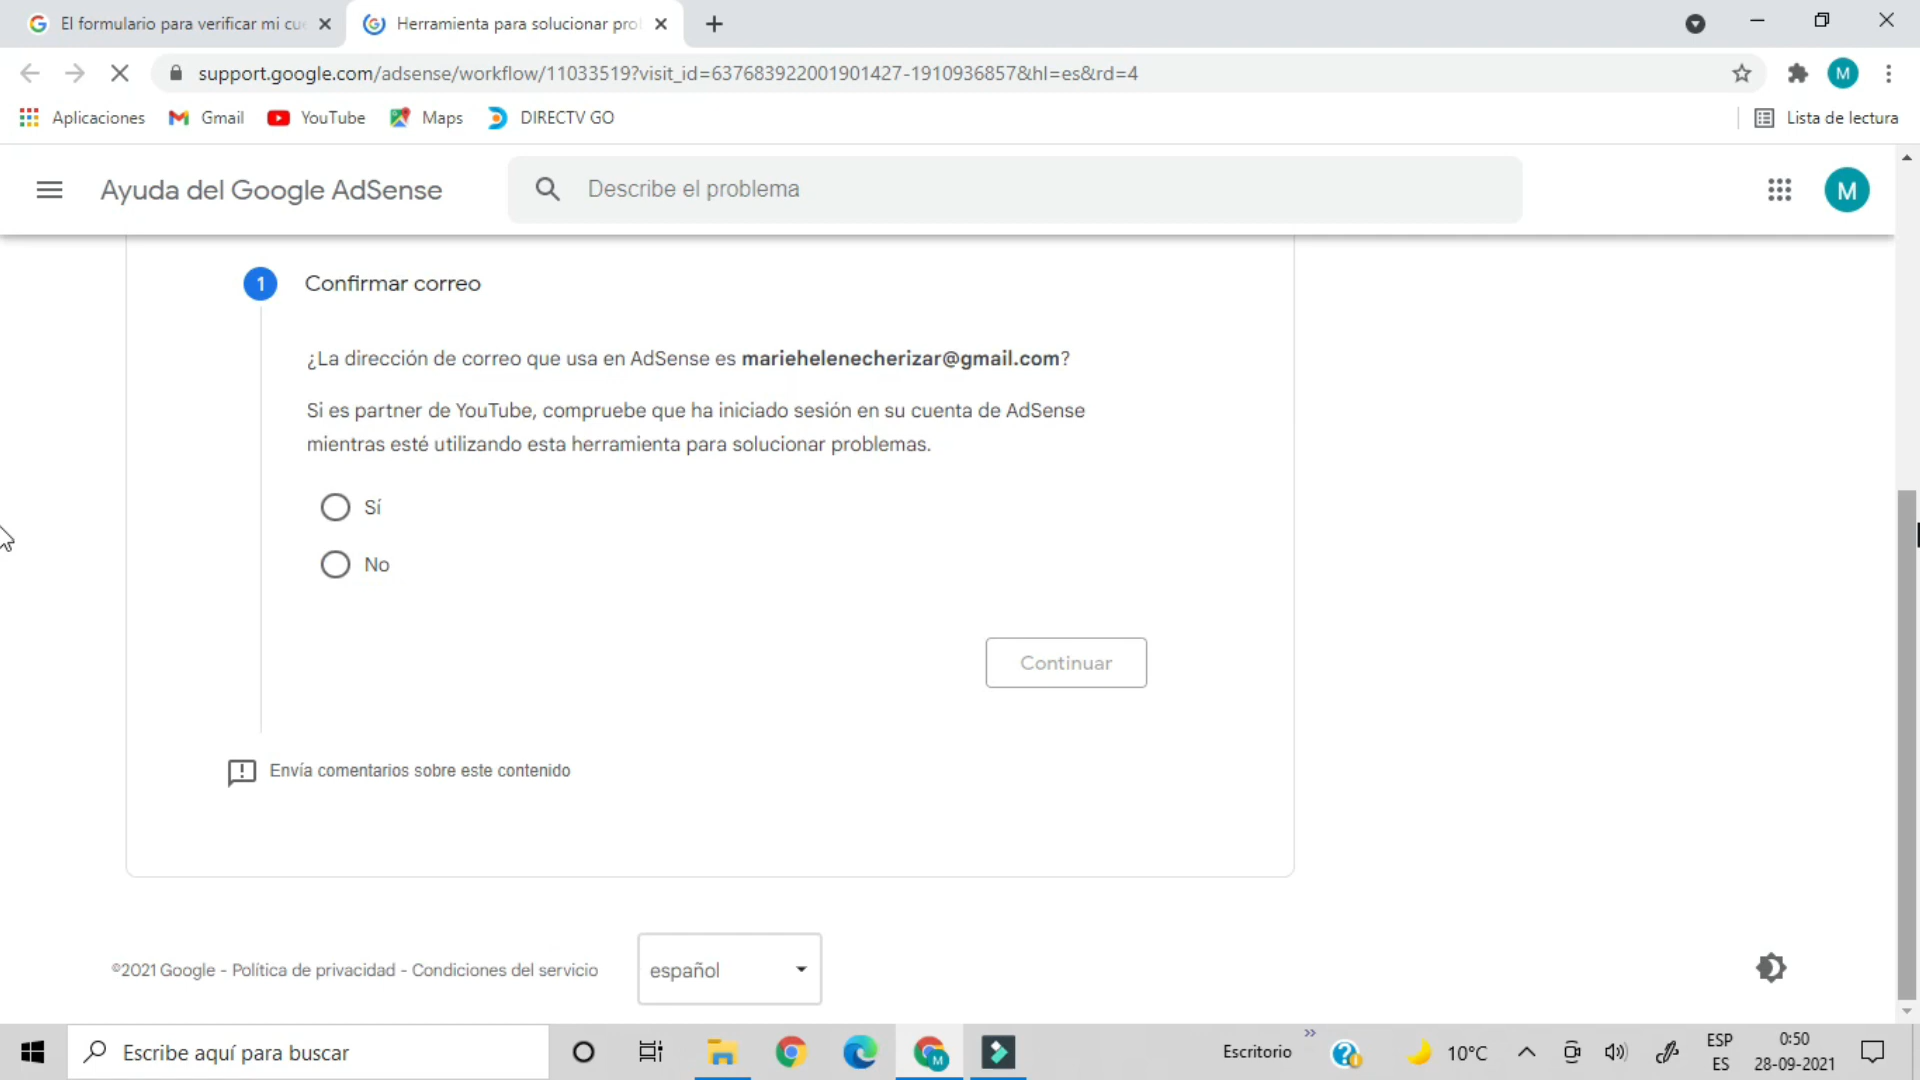 El formulario para verificar mi cu
Herramienta para solucionar pro
support.google.com/adsense/workflow/11033519?visit_id=637683922001901427-1910936857&hl=es&rd=4
M
Aplicaciones
Gmail
YouTube
Maps
DIRECTV GO
Lista de lectura
Ayuda del Google AdSense
Describe el problema
M
1
Confirmar correo
¿La dirección de correo que usa en AdSense es mariehelenecherizar@gmail.com?
Si es partner de YouTube, compruebe que ha iniciado sesión en su cuenta de AdSense
mientras esté utilizando esta herramienta para solucionar problemas.
Sí
No
Continuar
Envía comentarios sobre este contenido
©2021 Google - Política de privacidad - Condiciones del servicio
español
Escribe aquí para buscar
M
Escritorio
10°C
ESP
ES
0:50
28-09-2021